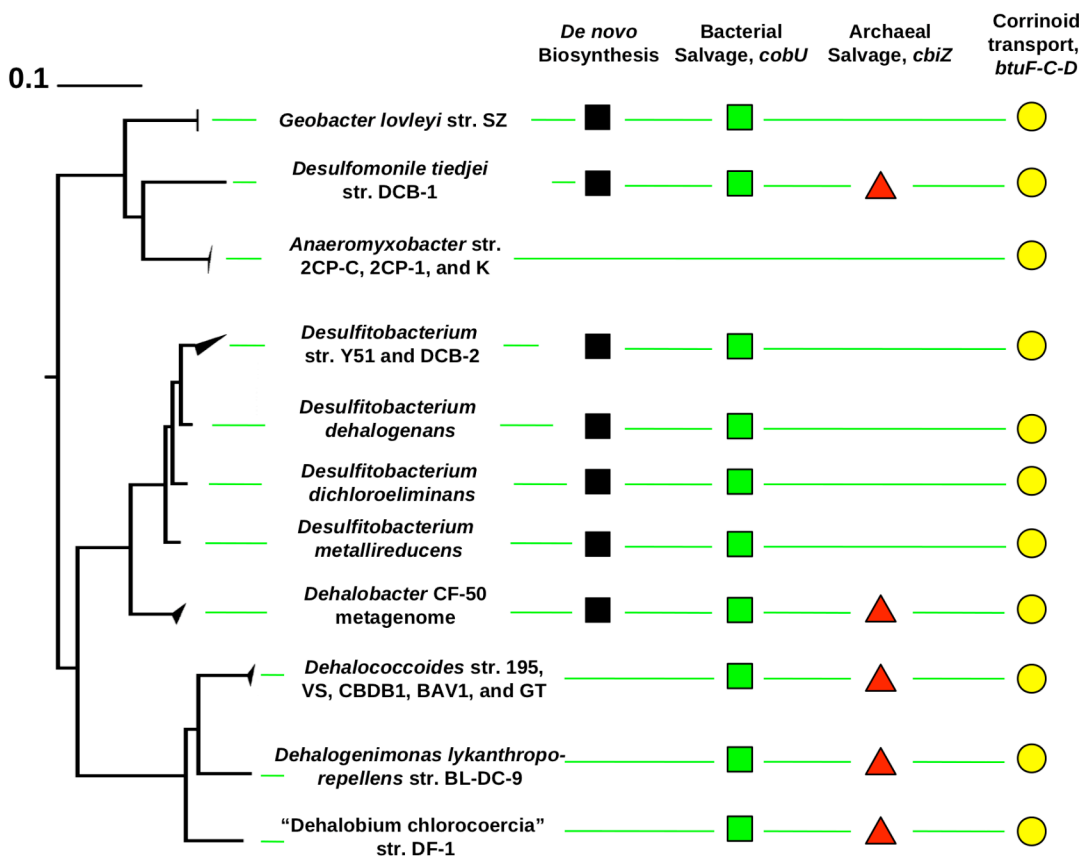 De novo
Biosynthesis
Bacterial
Salvage, cobU
Archaeal
Salvage, cbiZ
Corrinoid
transport,
btuF-C-D
0.1
Geobacter lovleyi str. SZ
Desulfomonile tiedjei
str. DCB-1
Anaeromyxobacter str.
2CP-C, 2CP-1, and K
Desulfitobacterium
str. Y51 and DCB-2
Desulfitobacterium
dehalogenans
Desulfitobacterium
dichloroeliminans
Desulfitobacterium
metallireducens
Dehalobacter CF-50
metagenome
Dehalococcoides str. 195,
VS, CBDB1, BAV1, and GT
Dehalogenimonas lykanthropo-
repellens str. BL-DC-9
“Dehalobium chlorocoercia”
str. DF-1